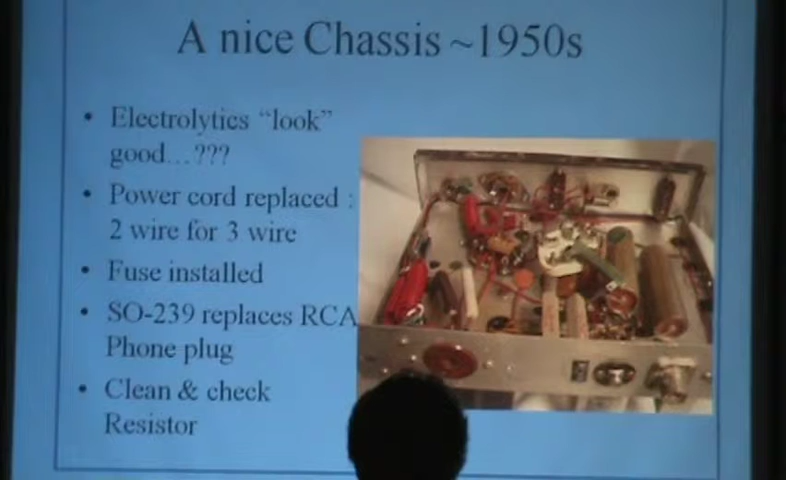 A nice Chassis ~1950s
• Electrolytics “look”
good…???
• Power cord replaced :
2 wire for 3 wire
• Fuse installed
• SO-239 replaces RCA
Phone plug
• Clean & check
Resistor